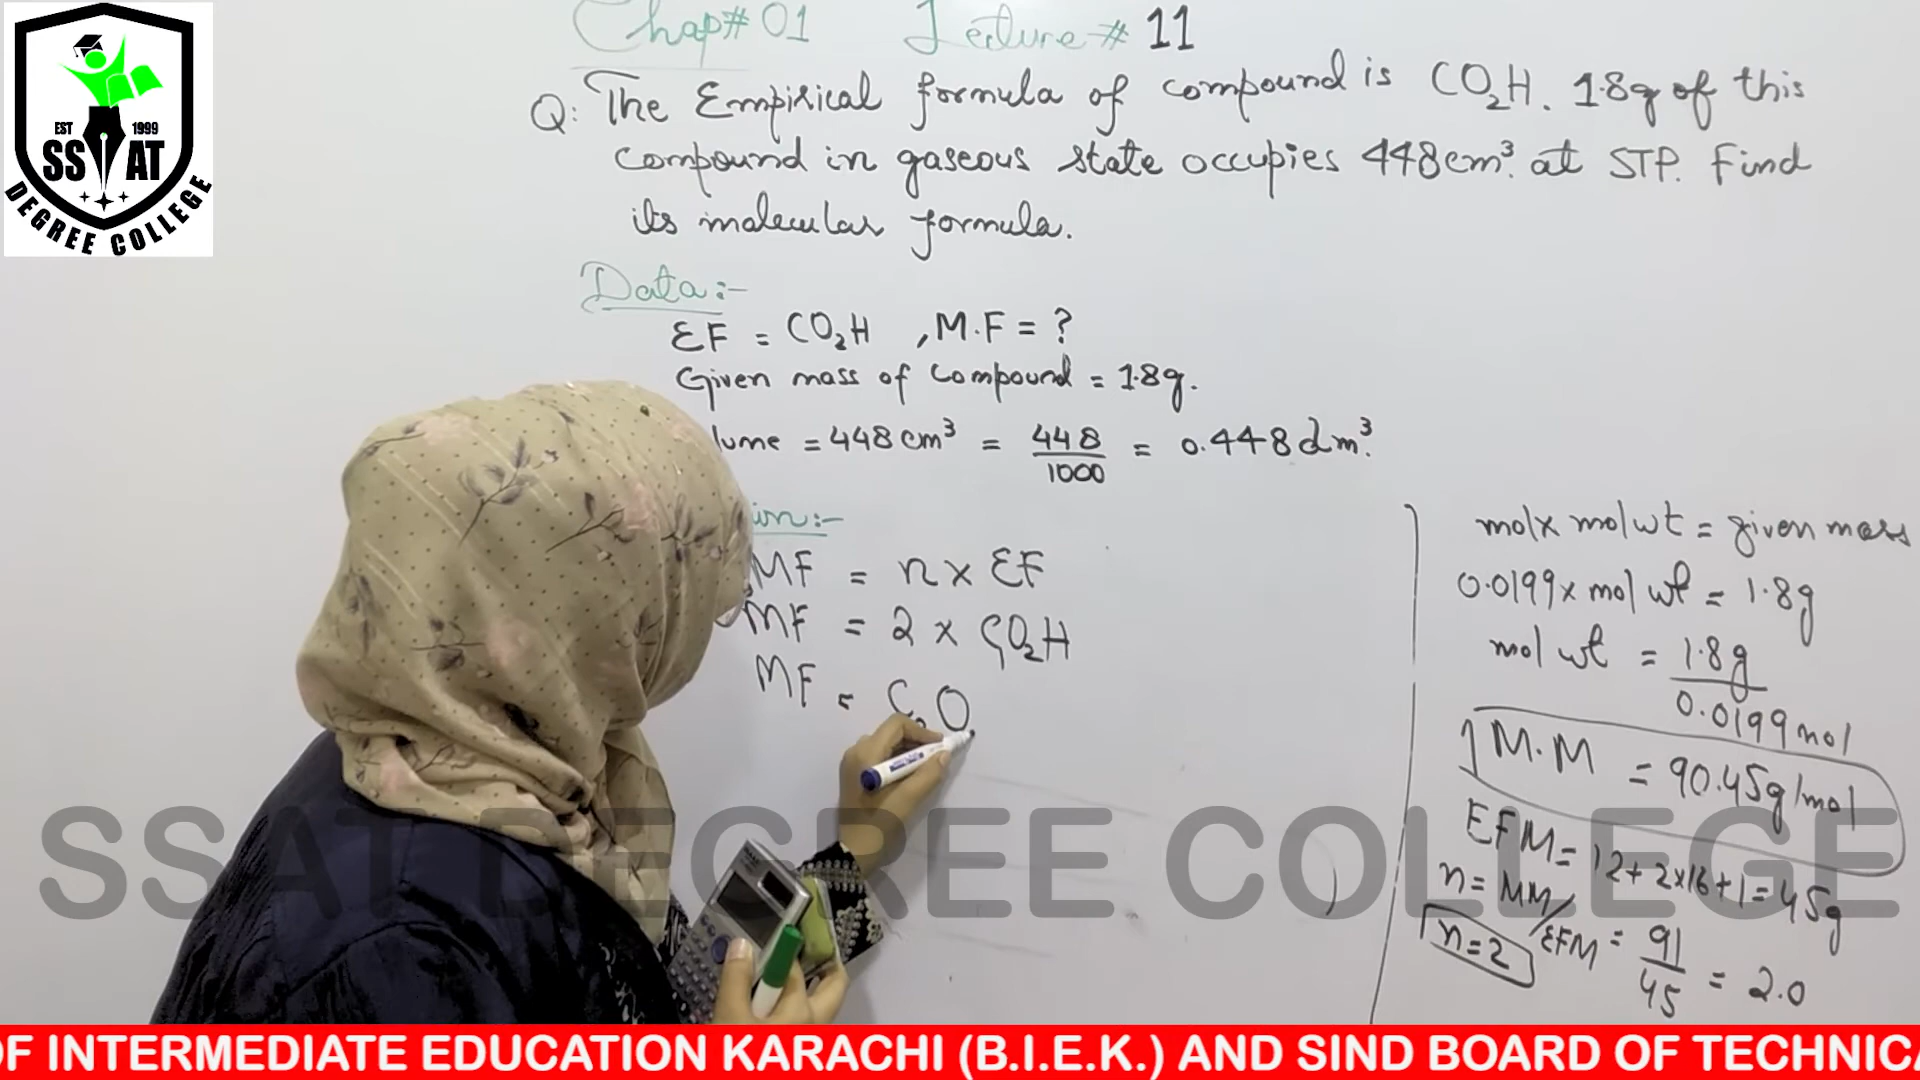 EST 1999
SSAT
DEGREE COLLEGE
Chap# 01 Lecture # 11
Q: The Empirical formula of compound is CO₂H. 1.8g of this
compound in gaseous state occupies 448cm³. at STP. Find
its molecular formula.
Data:-
EF = CO₂H , M.F = ?
Given mass of Compound = 1.8g.
lume = 448 cm³ = 448/1000 = 0.448 dm³.
ion:-
MF = n x EF
MF = 2 x CO₂H
MF = C₂O
mol x mol wt = given mass
0.0199 x mol wt = 1.8g
mol wt = 1.8g/0.0199 mol
M.M = 90.45g/mol
EFM = 12+2x16+1=45g
n = MM/EFM = 91/45 = 2.0
n=2
SSAT DEGREE COLLEGE
OF INTERMEDIATE EDUCATION KARACHI (B.I.E.K.) AND SIND BOARD OF TECHNICA